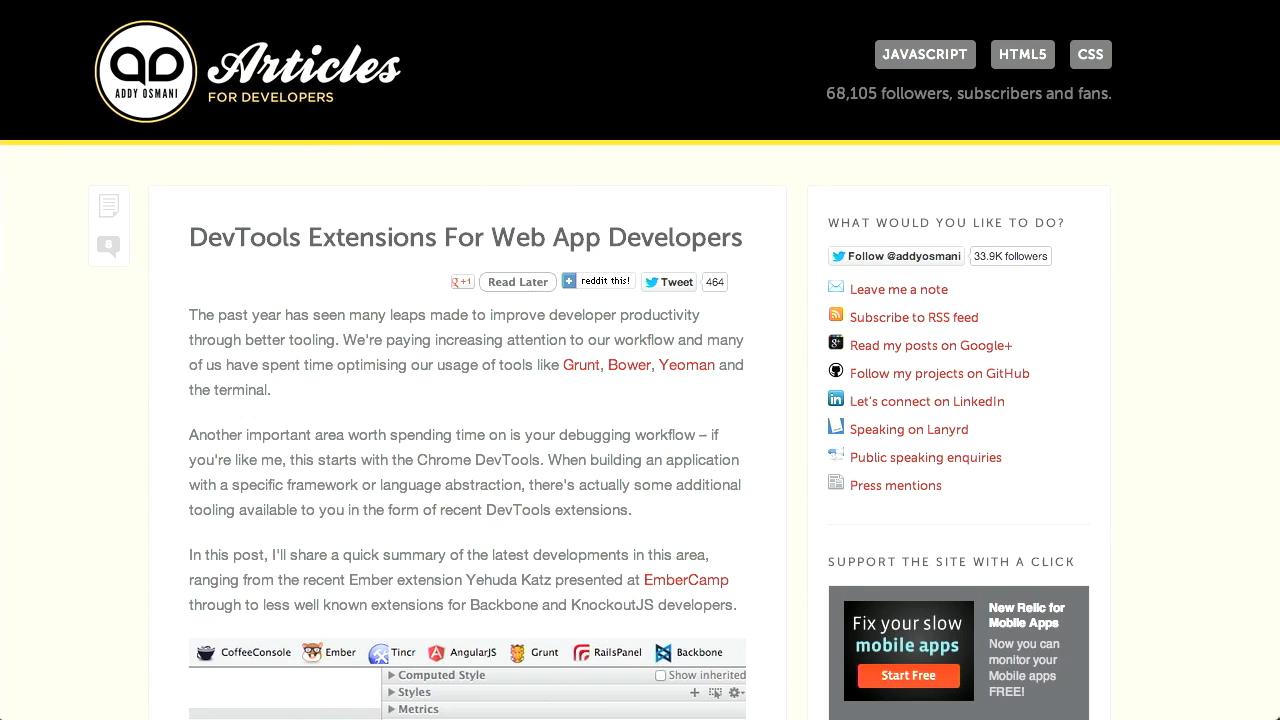 ADDY OSMANI
Articles
FOR DEVELOPERS
JAVASCRIPT HTML5 CSS
68,105 followers, subscribers and fans.
8
DevTools Extensions For Web App Developers
g +1 Read Later reddit this! Tweet 464
The past year has seen many leaps made to improve developer productivity
through better tooling. We're paying increasing attention to our workflow and many
of us have spent time optimising our usage of tools like Grunt, Bower, Yeoman and
the terminal.
Another important area worth spending time on is your debugging workflow – if
you're like me, this starts with the Chrome DevTools. When building an application
with a specific framework or language abstraction, there's actually some additional
tooling available to you in the form of recent DevTools extensions.
In this post, I'll share a quick summary of the latest developments in this area,
ranging from the recent Ember extension Yehuda Katz presented at EmberCamp
through to less well known extensions for Backbone and KnockoutJS developers.
CoffeeConsole Ember Tincr AngularJS Grunt RailsPanel Backbone
Computed Style Show inherited
Styles
Metrics
WHAT WOULD YOU LIKE TO DO?
Follow @addyosmani 33.9K followers
Leave me a note
Subscribe to RSS feed
Read my posts on Google+
Follow my projects on GitHub
Let's connect on LinkedIn
Speaking on Lanyrd
Public speaking enquiries
Press mentions
SUPPORT THE SITE WITH A CLICK
Fix your slow
mobile apps
Start Free
New Relic for
Mobile Apps
Now you can
monitor your
Mobile apps
FREE!